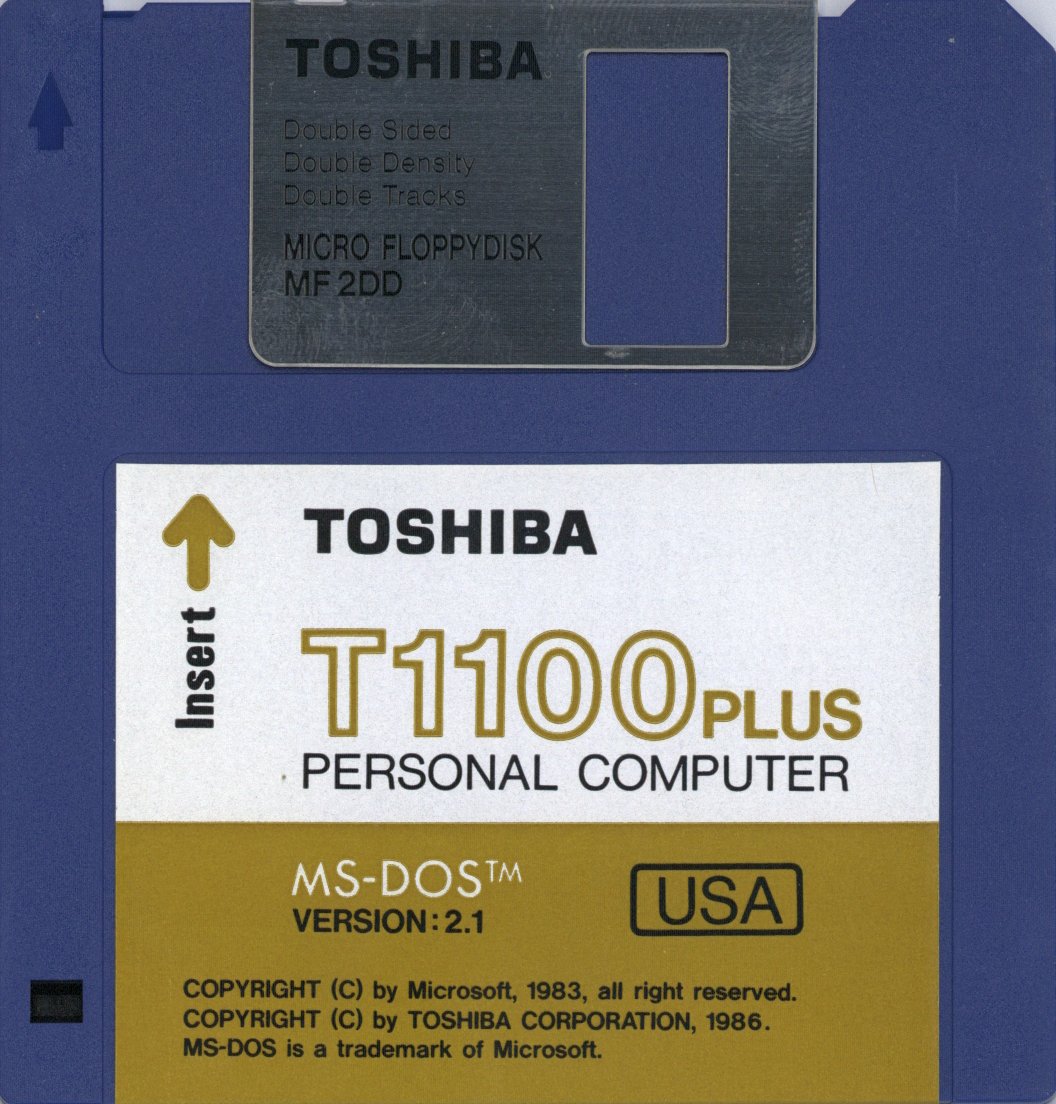 TOSHIBA
Double Sided
Double Density
Double Tracks
MICRO FLOPPYDISK
MF 2DD
Insert
TOSHIBA
T1100 PLUS
PERSONAL COMPUTER
MS-DOS™
VERSION: 2.1
USA
COPYRIGHT (C) by Microsoft, 1983, all right reserved.
COPYRIGHT (C) by TOSHIBA CORPORATION, 1986.
MS-DOS is a trademark of Microsoft.